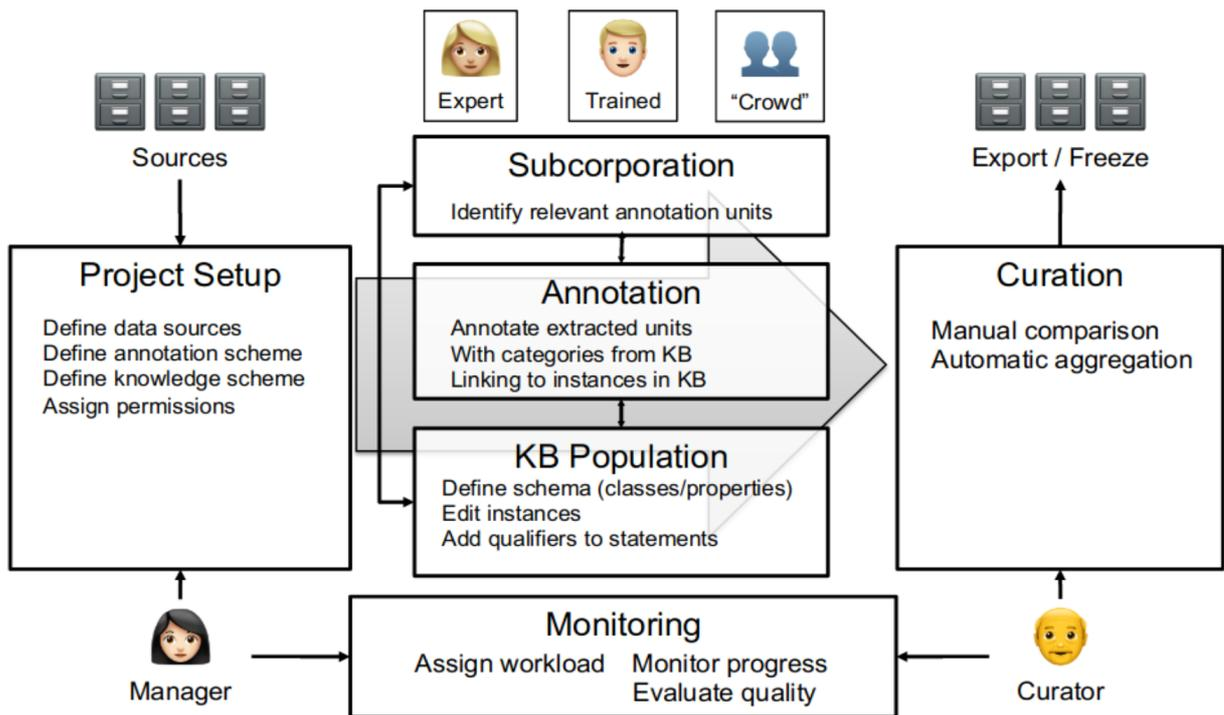 Expert
Trained
“Crowd”
Sources
Export / Freeze
Subcorporation
Identify relevant annotation units
Project Setup
Define data sources
Define annotation scheme
Define knowledge scheme
Assign permissions
Annotation
Annotate extracted units
With categories from KB
Linking to instances in KB
KB Population
Define schema (classes/properties)
Edit instances
Add qualifiers to statements
Curation
Manual comparison
Automatic aggregation
Manager
Monitoring
Assign workload
Monitor progress
Evaluate quality
Curator